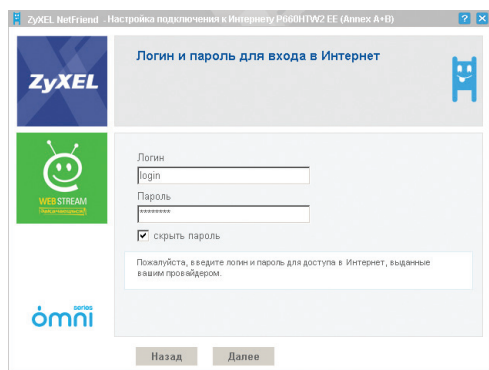 ZyXEL NetFriend - Настройка подключения к Интернету P660HTW2 EE (Annex A+B)
ZyXEL
Логин и пароль для входа в Интернет
WEBSTREAM
Логин
login
Пароль
********
скрыть пароль
Пожалуйста, введите логин и пароль для доступа в Интернет, выданные
вашим провайдером.
series
omni
Назад Далее